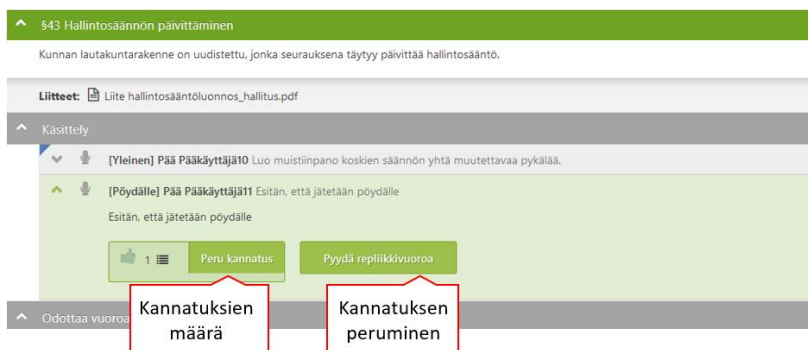 §43 Hallintosäännön päivittäminen
Kunnan lautakuntarakenne on uudistettu, jonka seurauksena täytyy päivittää hallintosääntö.
Liitteet: Liite hallintosääntöluonnos_hallitus.pdf
Käsittely
[Yleinen] Pää Pääkäyttäjä10 Luo muistiinpano koskien säännön yhtä muutettavaa pykälää.
[Pöydälle] Pää Pääkäyttäjä11 Esitän, että jätetään pöydälle
Esitän, että jätetään pöydälle
1 Peru kannatus Pyydä repliikkivuoroa
Odottaa vuoroa
Kannatuksien
määrä
Kannatuksen
peruminen